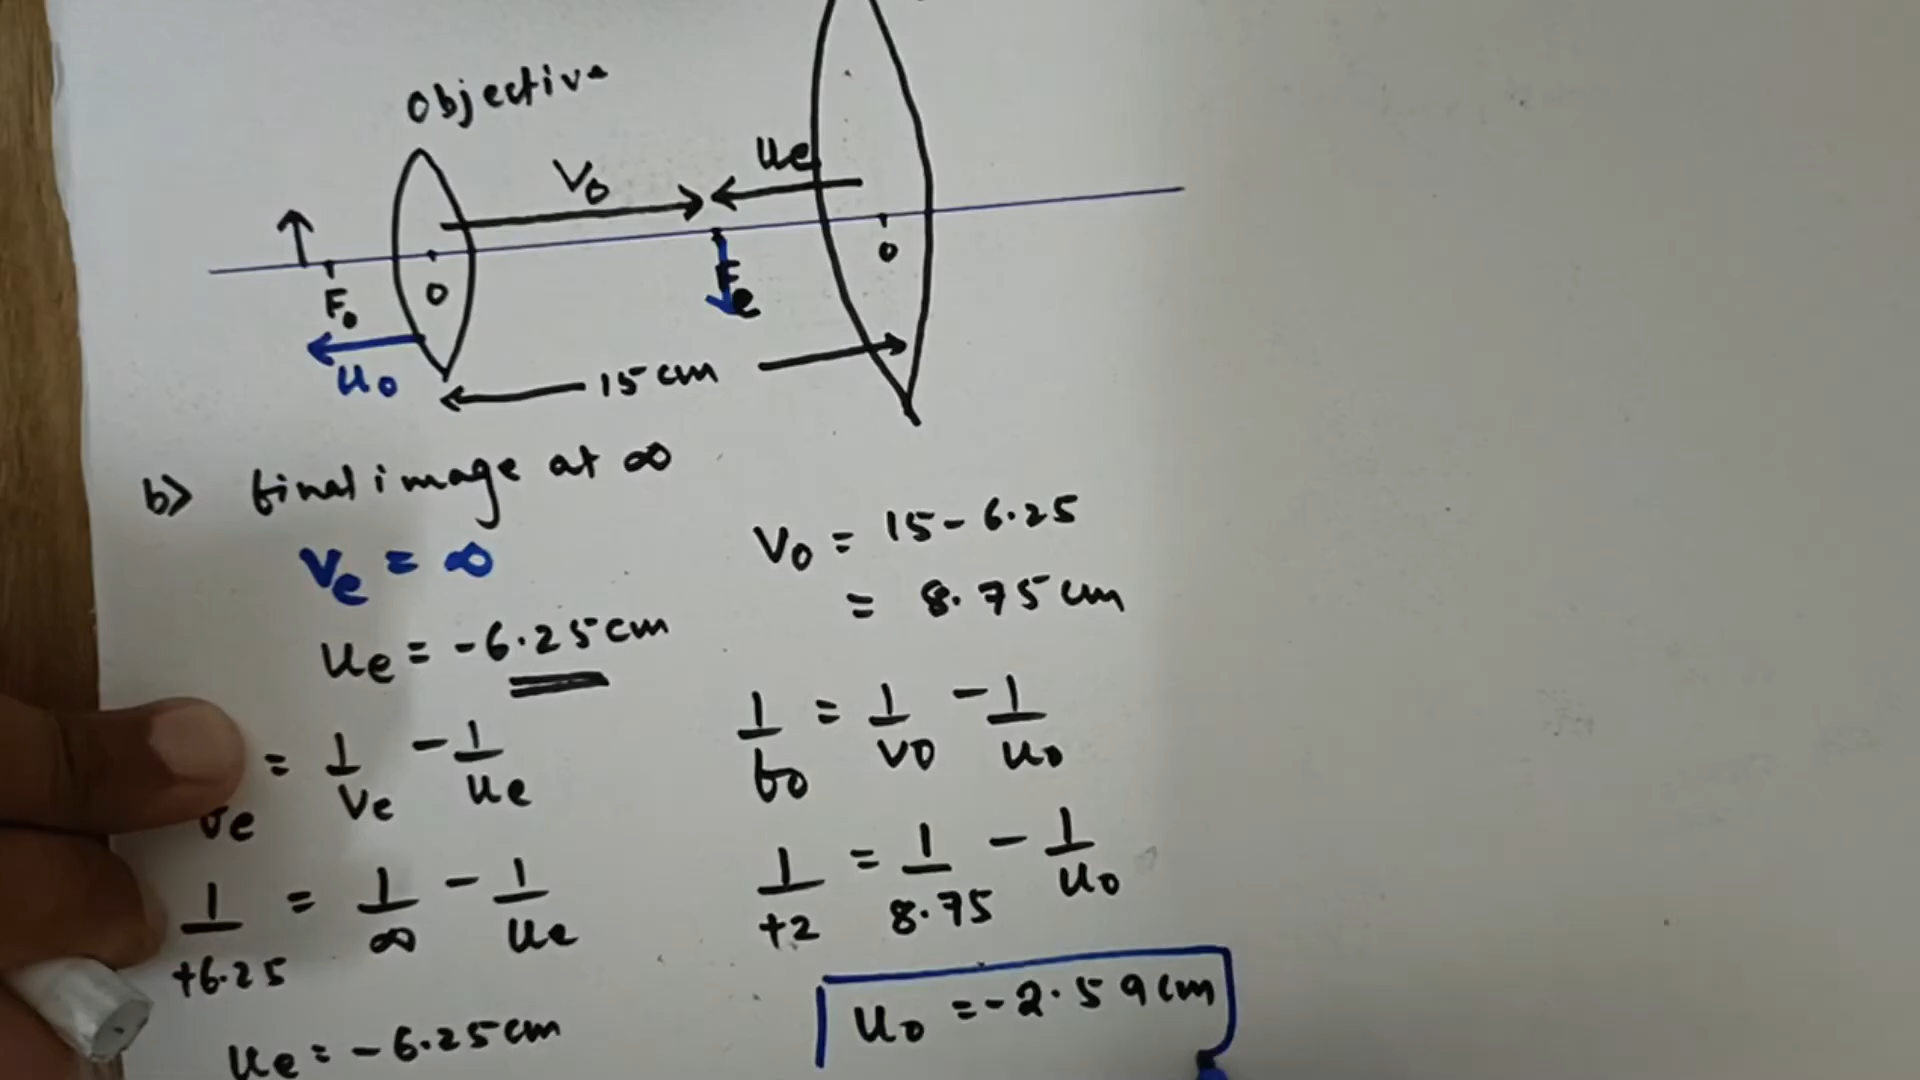 Objective
V₀
ue
F₀
O
Fe
O
u₀
15 cm
b) final image at ∞
Ve = ∞
ue = -6.25 cm
= 1/Ve - 1/ue
1/+6.25 = 1/∞ - 1/ue
ue = -6.25 cm
V₀ = 15 - 6.25
= 8.75 cm
1/f₀ = 1/V₀ - 1/u₀
1/+2 = 1/8.75 - 1/u₀
u₀ = -2.59 cm